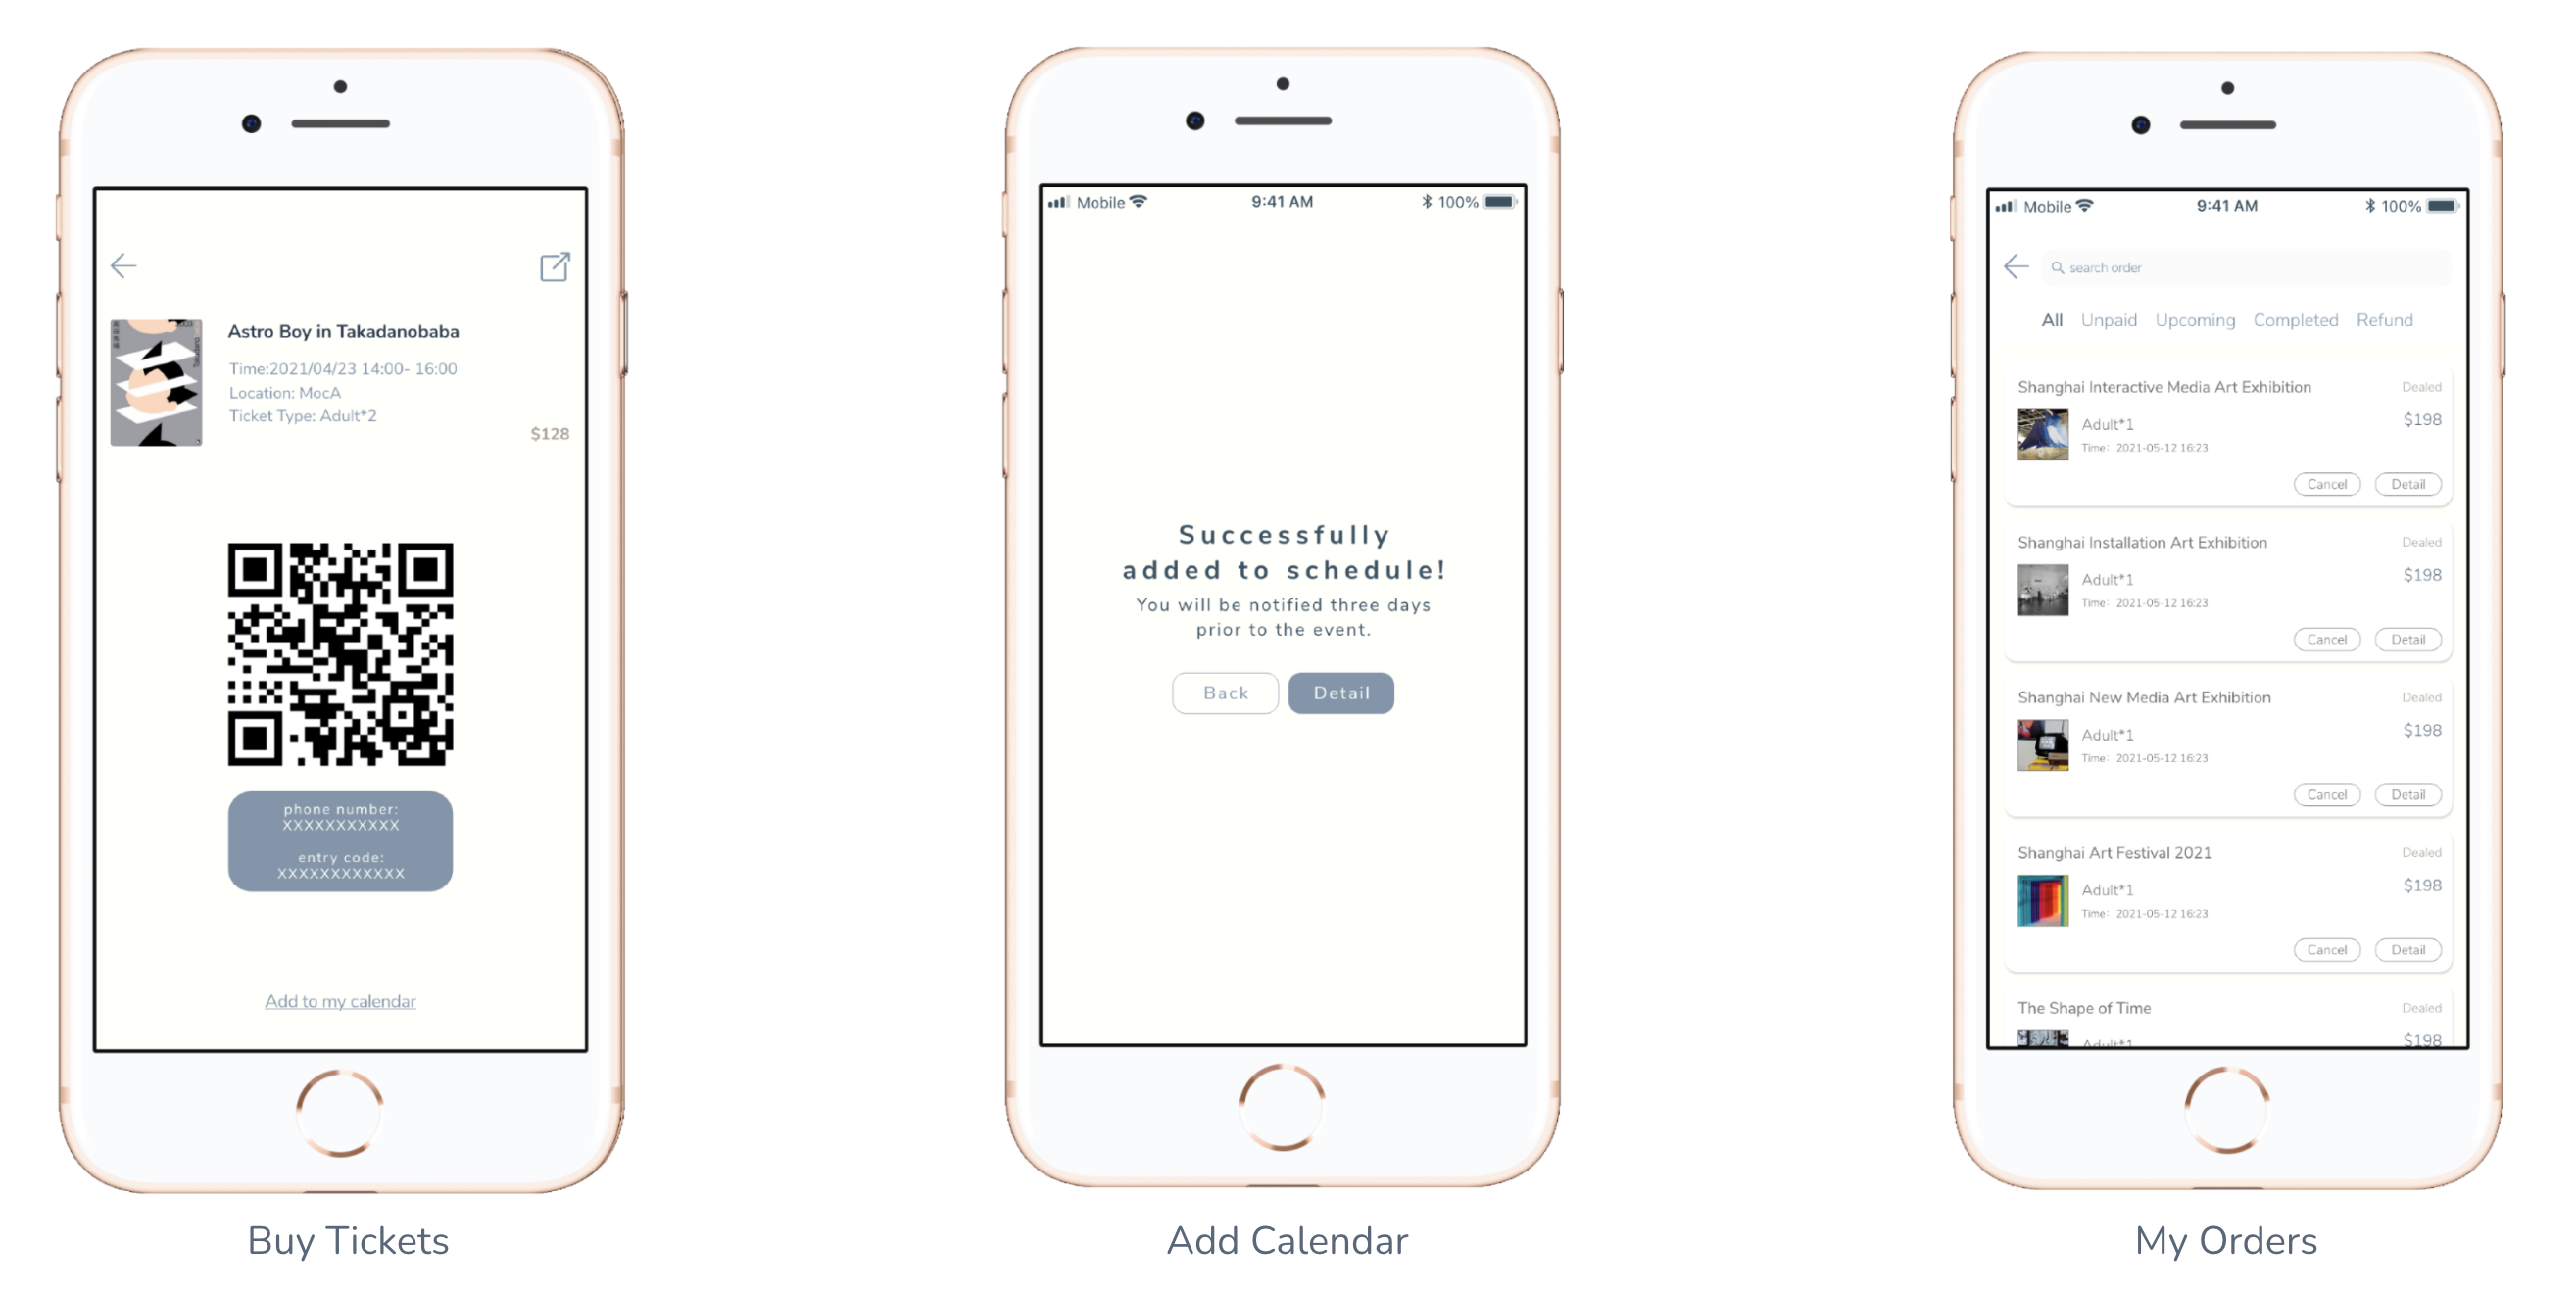 Astro Boy in Takadanobaba
Time:2021/04/23 14:00- 16:00
Location: MocA
Ticket Type: Adult*2
$128
phone number:
XXXXXXXXXXX
entry code:
XXXXXXXXXXXX
Add to my calendar
Buy Tickets
Mobile 9:41 AM 100%
Successfully
added to schedule!
You will be notified three days
prior to the event.
Back Detail
Add Calendar
Mobile 9:41 AM 100%
search order
All Unpaid Upcoming Completed Refund
Shanghai Interactive Media Art Exhibition Dealed
Adult*1 $198
Time: 2021-05-12 16:23
Cancel Detail
Shanghai Installation Art Exhibition Dealed
Adult*1 $198
Time: 2021-05-12 16:23
Cancel Detail
Shanghai New Media Art Exhibition Dealed
Adult*1 $198
Time: 2021-05-12 16:23
Cancel Detail
Shanghai Art Festival 2021 Dealed
Adult*1 $198
Time: 2021-05-12 16:23
Cancel Detail
The Shape of Time Dealed
Adult*1 $198
My Orders